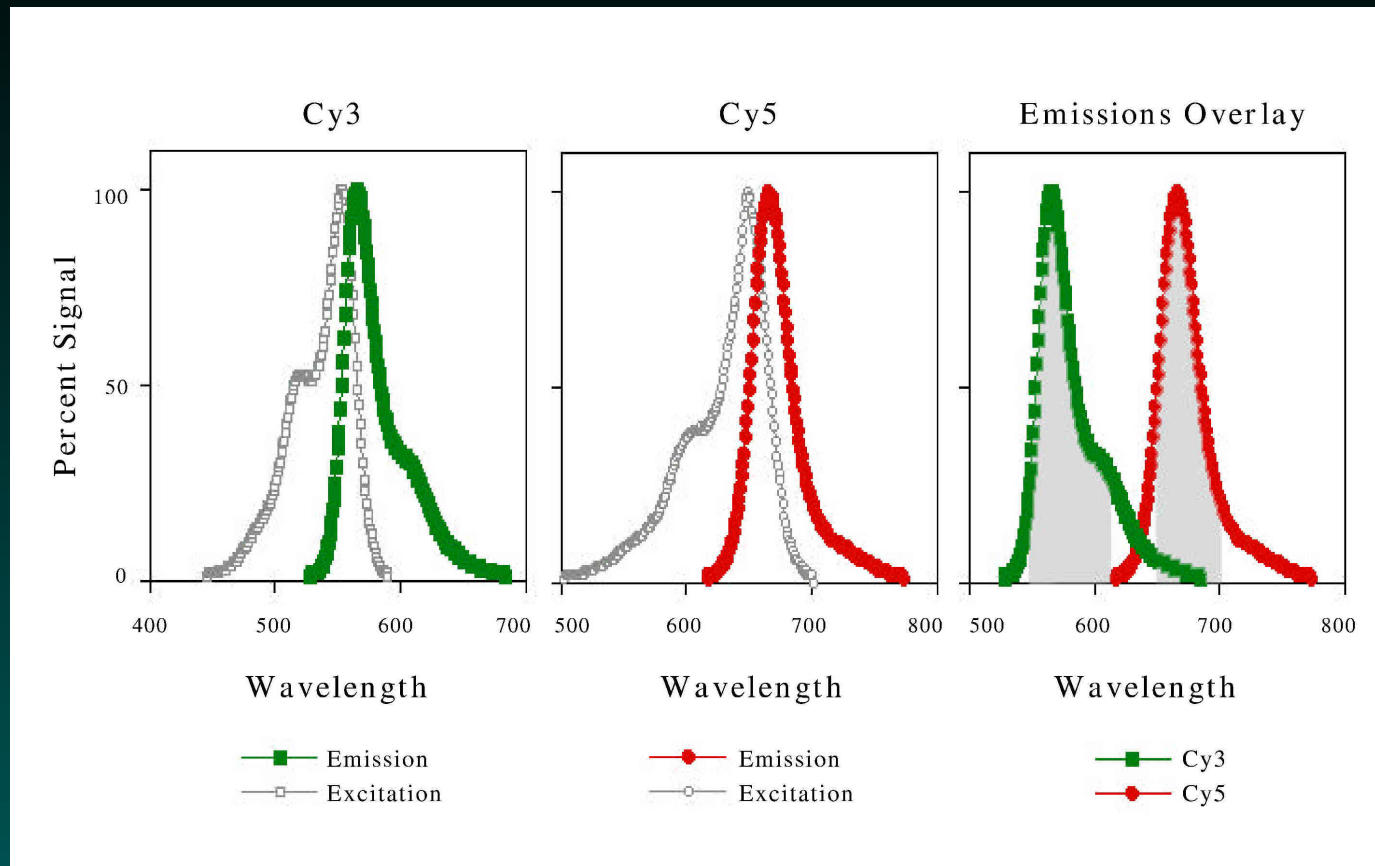 Cy3
Cy5
Emissions Overlay
Percent Signal
100
50
0
400 500 600 700
500 600 700 800
500 600 700 800
Wavelength
Wavelength
Wavelength
Emission
Excitation
Emission
Excitation
Cy3
Cy5